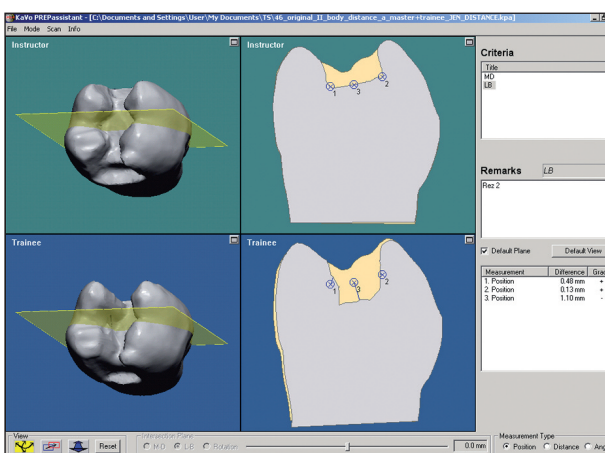 KaVo PREPassistant - [C:\Documents and Settings\User\My Documents\TS\46_original_II_body_distance_a_master+trainee_JEN_DISTANCE.kpa]
File Mode Scan Info
Instructor
Instructor
1
3
2
Criteria
Title
MD
LB
Remarks LB
Rez 2
Trainee
Trainee
1
3
2
Default Plane Default View
Measurement Difference Grad
1. Position 0.48 mm +
2. Position 0.13 mm +
3. Position 1.10 mm -
View
Reset
Intersection Plane
M-D L-B Rotation
0.0 mm
Measurement Type
Position Distance Ang